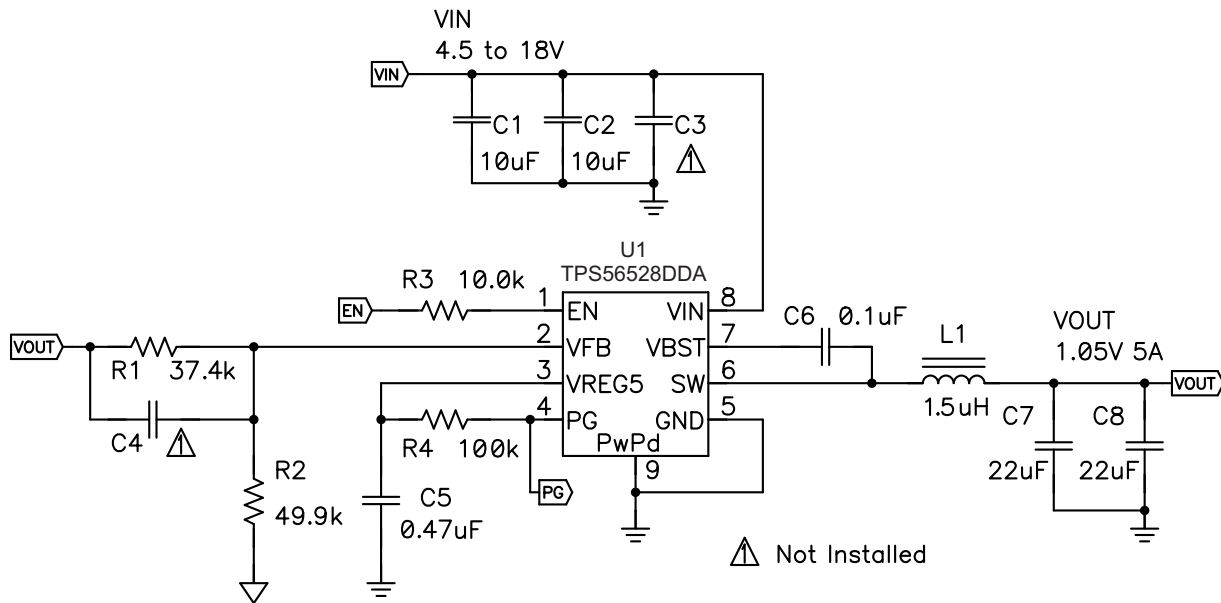 VIN
4.5 to 18V
VIN
C1
C2
C3
10uF
10uF
1
U1
TPS56528DDA
R3 10.0k
EN
1
EN
VIN
8
C6
0.1uF
VOUT
R1
37.4k
2
VFB
VBST
7
L1
VOUT
1.05V 5A
3
VREG5
SW
6
1.5uH
VOUT
C4
1
R4
100k
4
PG
GND
5
C7
C8
PwPd
9
R2
49.9k
C5
0.47uF
PG
22uF
22uF
1 Not Installed